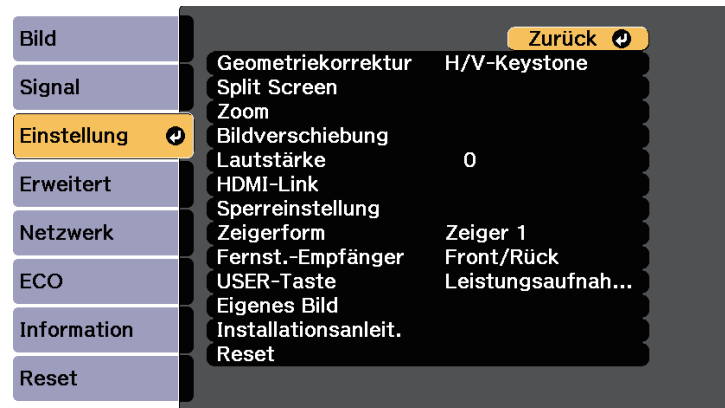 Bild
Signal
Einstellung
Erweitert
Netzwerk
ECO
Information
Reset
Zurück
Geometriekorrektur H/V-Keystone
Split Screen
Zoom
Bildverschiebung
Lautstärke 0
HDMI-Link
Sperreinstellung
Zeigerform Zeiger 1
Fernst.-Empfänger Front/Rück
USER-Taste Leistungsaufnah...
Eigenes Bild
Installationsanleit.
Reset